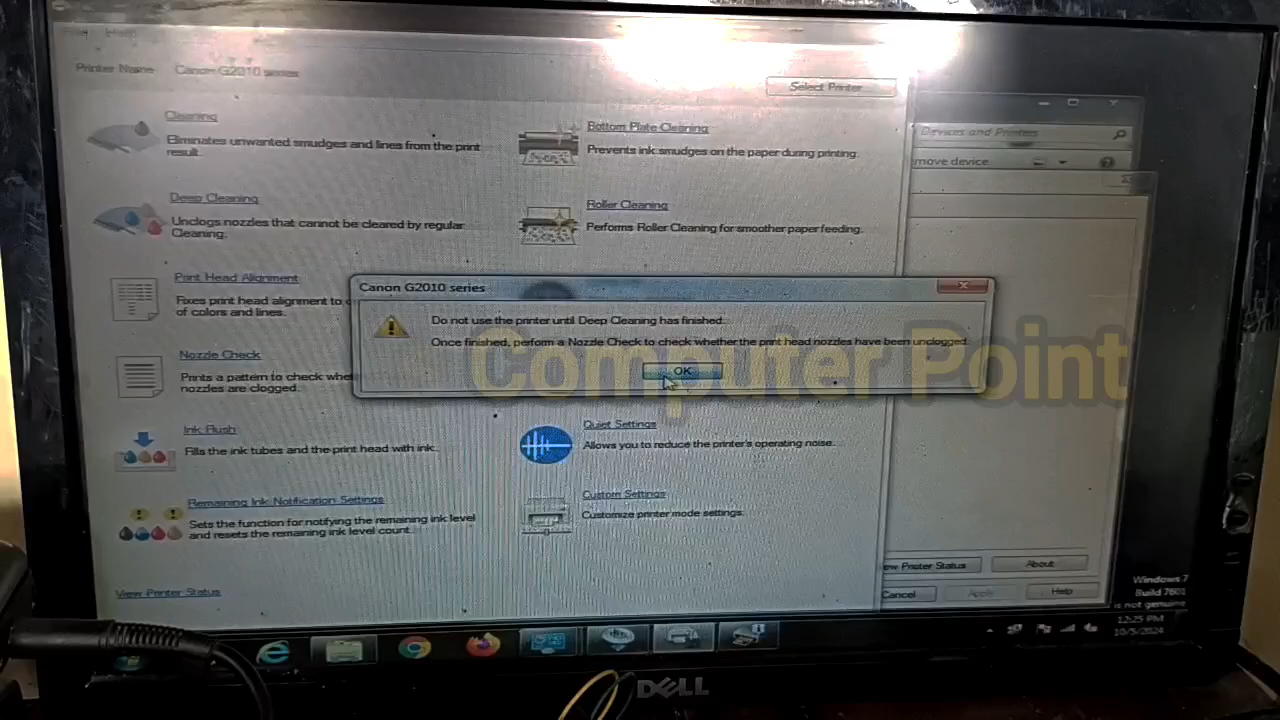 Printer Name Canon G2010 series
Select Printer
Cleaning
Eliminates unwanted smudges and lines from the print
result.
Bottom Plate Cleaning
Prevents ink smudges on the paper during printing.
Deep Cleaning
Unclogs nozzles that cannot be cleared by regular
Cleaning.
Roller Cleaning
Performs Roller Cleaning for smoother paper feeding.
Print Head Alignment
Fixes print head alignment to
of colors and lines.
Nozzle Check
Prints a pattern to check whe
nozzles are clogged.
Canon G2010 series
Do not use the printer until Deep Cleaning has finished.
Once finished, perform a Nozzle Check to check whether the print head nozzles have been unclogged.
OK
Computer Point
Ink Flush
Fills the ink tubes and the print head with ink.
Quiet Settings
Allows you to reduce the printer's operating noise.
Remaining Ink Notification Settings
Sets the function for notifying the remaining ink level
and resets the remaining ink level count.
Custom Settings
Customize printer mode settings.
View Printer Status
Devices and Printers
move device
ew Printer Status
About
Cancel
Apply
Help
Windows 7
Build 7601
is not genuine
12:25 PM
10/5/2024
DELL